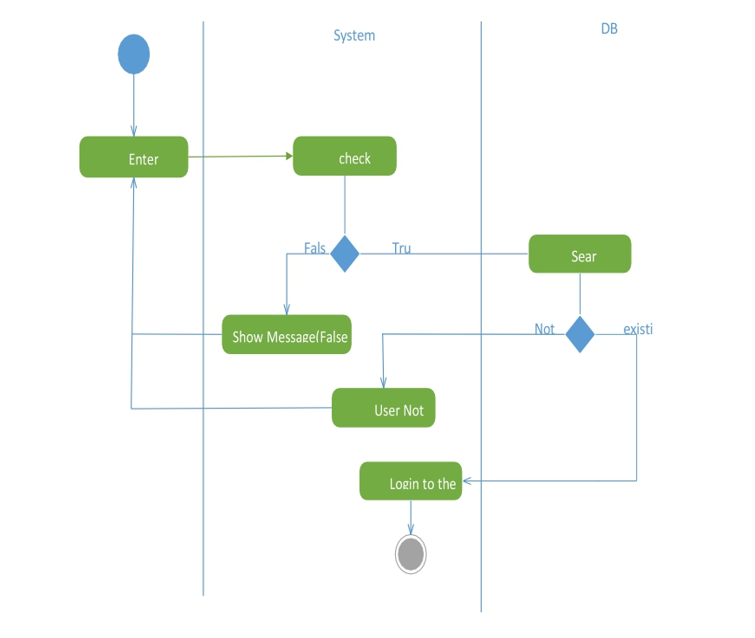 System
DB
Enter
check
Fals
Tru
Sear
Not
existi
Show Message(False
User Not
Login to the